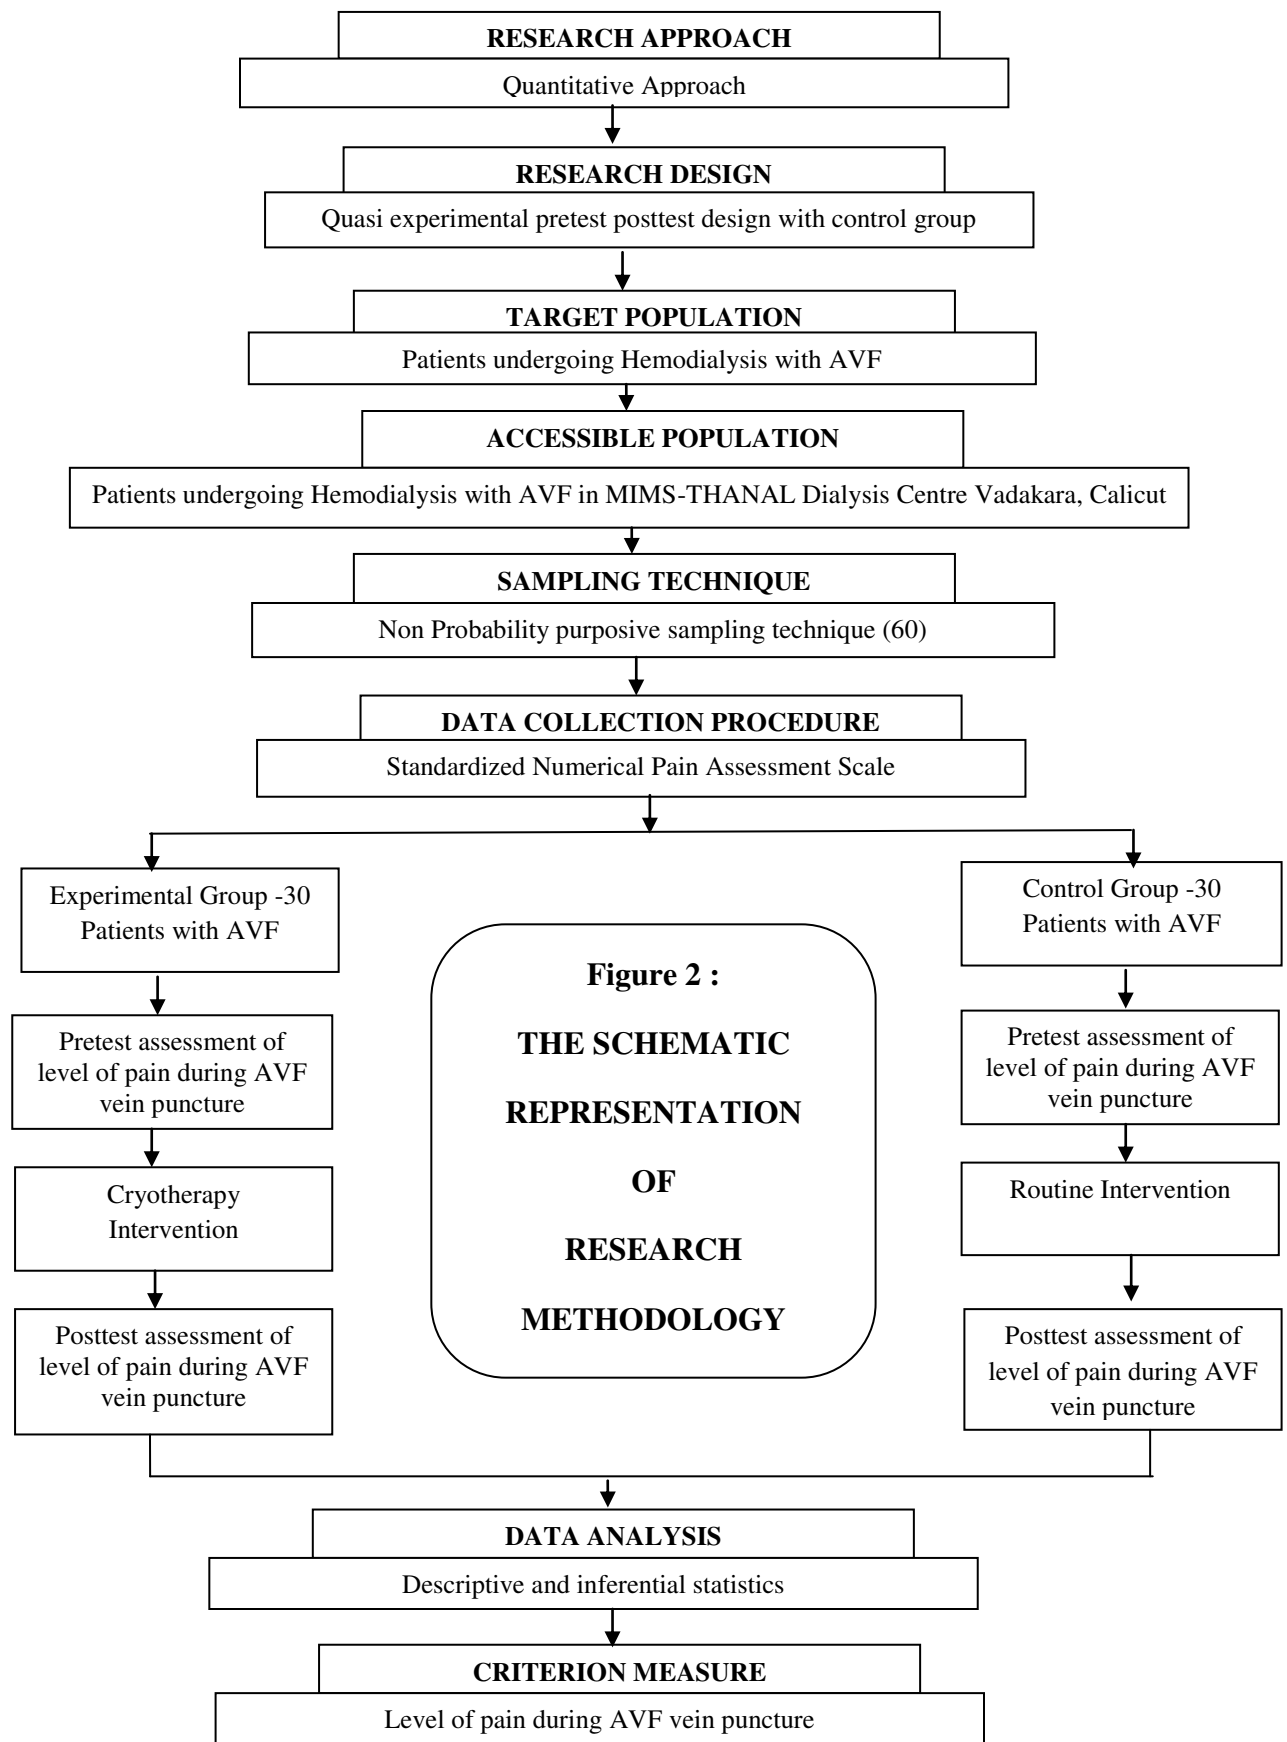 RESEARCH APPROACH
Quantitative Approach
RESEARCH DESIGN
Quasi experimental pretest posttest design with control group
TARGET POPULATION
Patients undergoing Hemodialysis with AVF
ACCESSIBLE POPULATION
Patients undergoing Hemodialysis with AVF in MIMS-THANAL Dialysis Centre Vadakara, Calicut
SAMPLING TECHNIQUE
Non Probability purposive sampling technique (60)
DATA COLLECTION PROCEDURE
Standardized Numerical Pain Assessment Scale
Experimental Group -30
Patients with AVF
Pretest assessment of
level of pain during AVF
vein puncture
Cryotherapy
Intervention
Posttest assessment of
level of pain during AVF
vein puncture
Figure 2 :
THE SCHEMATIC
REPRESENTATION
OF
RESEARCH
METHODOLOGY
Control Group -30
Patients with AVF
Pretest assessment of
level of pain during AVF
vein puncture
Routine Intervention
Posttest assessment of
level of pain during AVF
vein puncture
DATA ANALYSIS
Descriptive and inferential statistics
CRITERION MEASURE
Level of pain during AVF vein puncture